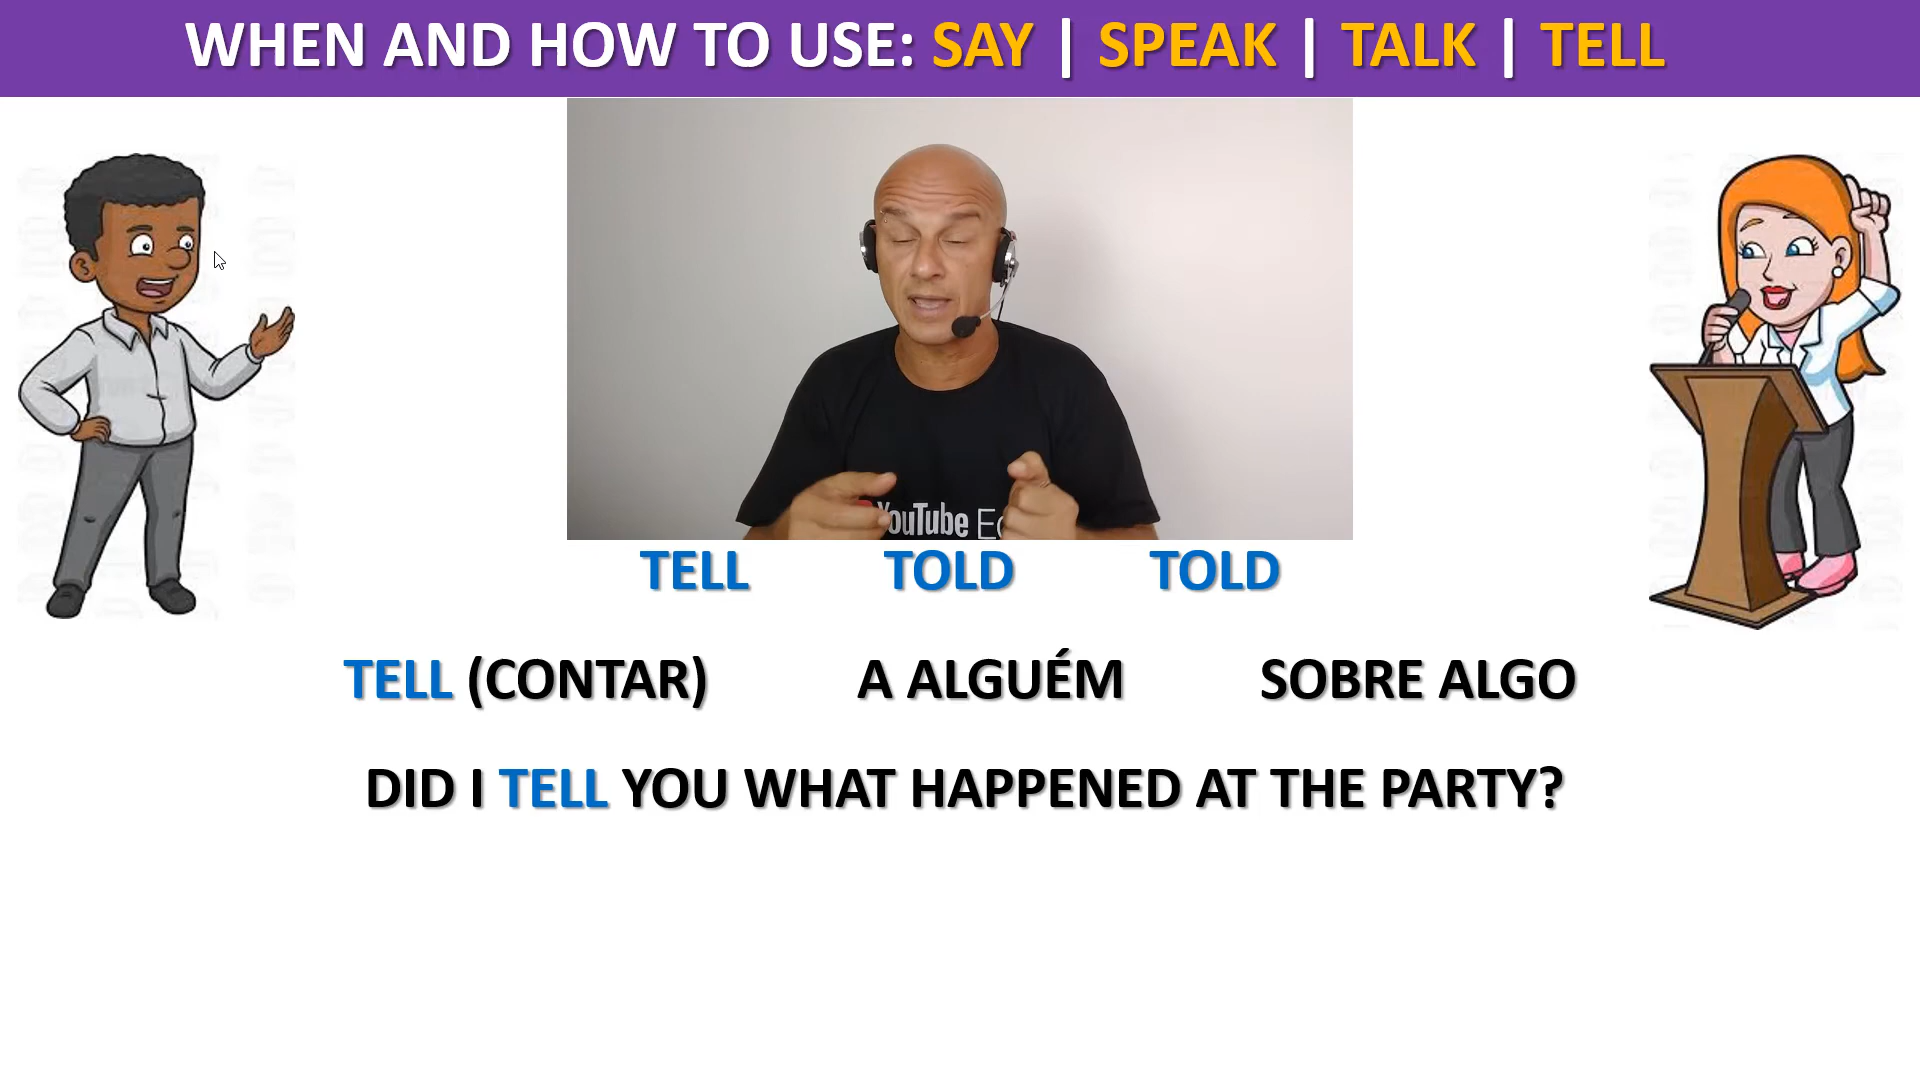 WHEN AND HOW TO USE: SAY | SPEAK | TALK | TELL
YouTube
TELL TOLD TOLD
TELL (CONTAR) A ALGUÉM SOBRE ALGO
DID I TELL YOU WHAT HAPPENED AT THE PARTY?